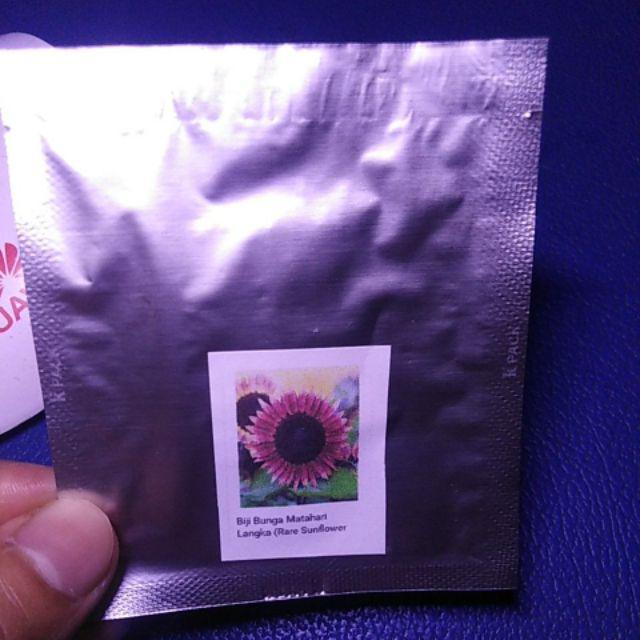 Biji Bunga Matahari
Langka (Rare Sunflower